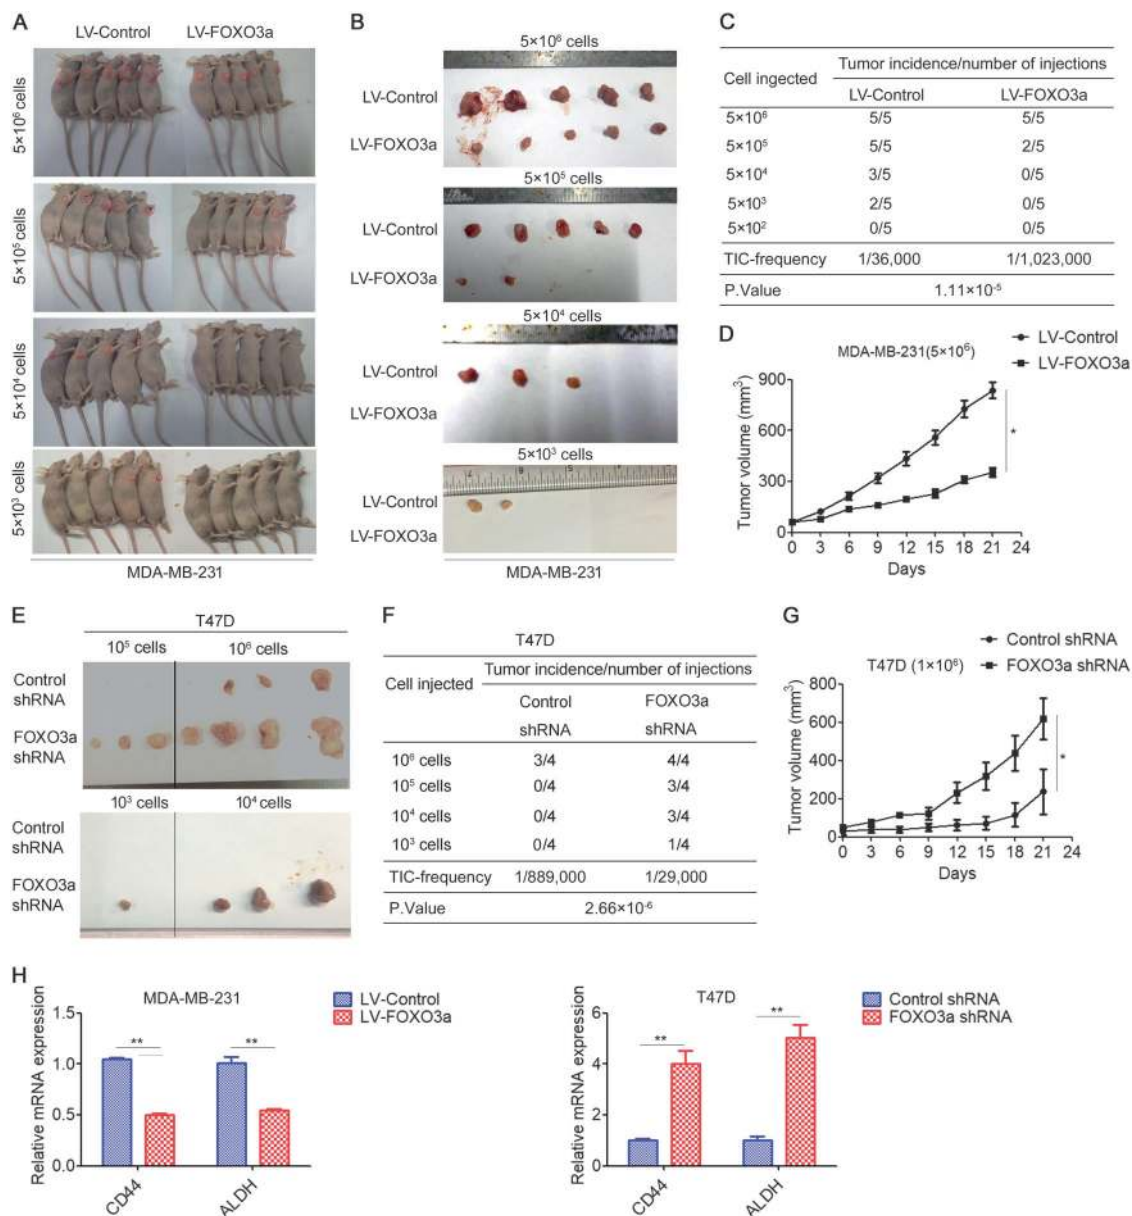 A
LV-Control LV-FOXO3a
5×10⁶ cells
5×10⁵ cells
5×10⁴ cells
5×10³ cells
MDA-MB-231
B
5×10⁶ cells
LV-Control
LV-FOXO3a
5×10⁵ cells
LV-Control
LV-FOXO3a
5×10⁴ cells
LV-Control
LV-FOXO3a
5×10³ cells
LV-Control
LV-FOXO3a
MDA-MB-231
C
Cell ingected Tumor incidence/number of injections
LV-Control LV-FOXO3a
5×10⁶ 5/5 5/5
5×10⁵ 5/5 2/5
5×10⁴ 3/5 0/5
5×10³ 2/5 0/5
5×10² 0/5 0/5
TIC-frequency 1/36,000 1/1,023,000
P.Value 1.11×10⁻⁵
D
LV-Control
MDA-MB-231(5×10⁶)
LV-FOXO3a
Tumor volume (mm³)
900
600
300
0
*
0 3 6 9 12 15 18 21 24
Days
E
T47D
10⁵ cells 10⁶ cells
Control
shRNA
FOXO3a
shRNA
10³ cells 10⁴ cells
Control
shRNA
FOXO3a
shRNA
F
T47D
Cell injected Tumor incidence/number of injections
Control FOXO3a
shRNA shRNA
10⁶ cells 3/4 4/4
10⁵ cells 0/4 3/4
10⁴ cells 0/4 3/4
10³ cells 0/4 1/4
TIC-frequency 1/889,000 1/29,000
P.Value 2.66×10⁻⁶
G
Control shRNA
T47D (1×10⁶) FOXO3a shRNA
Tumor volume (mm³)
800
600
400
200
0
*
0 3 6 9 12 15 18 21 24
Days
H
MDA-MB-231
LV-Control
LV-FOXO3a
Relative mRNA expression
1.5
1.0
0.5
0.0
** **
CD44 ALDH
T47D
Control shRNA
FOXO3a shRNA
Relative mRNA expression
6
4
2
0
** **
CD44 ALDH